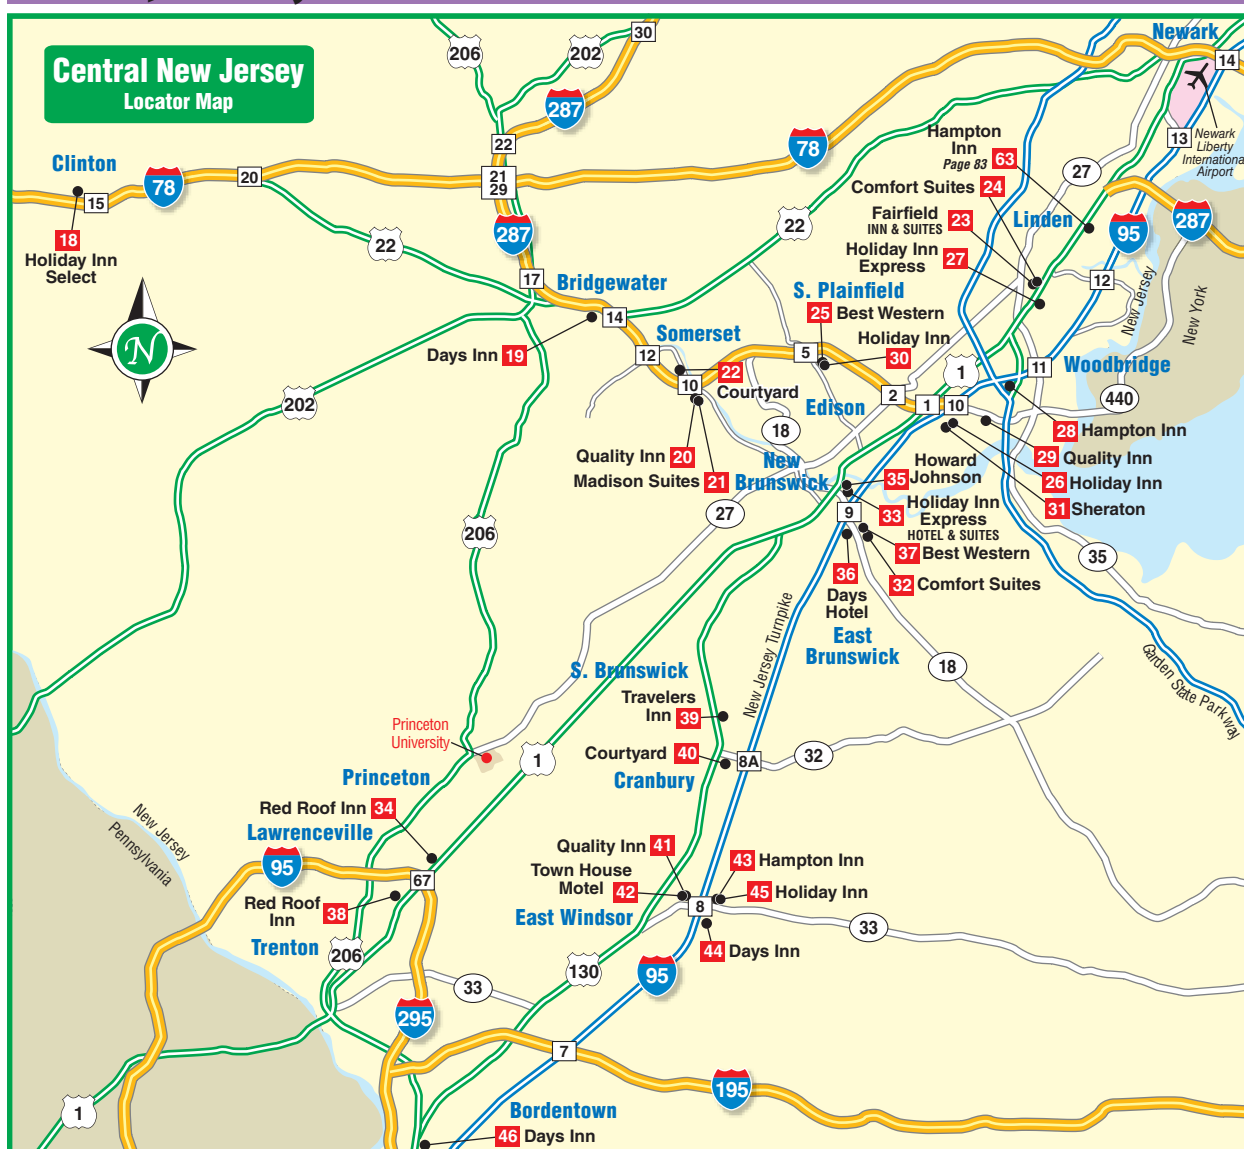 Central New Jersey
Locator Map
206
202
30
Newark
14
287
22
78
Hampton
Inn
Page 83
63
13
Newark
Liberty
International
Airport
Clinton
78
20
21
29
27
15
Comfort Suites 24
Fairfield
INN & SUITES
23
Linden
95
287
18
Holiday Inn
Select
22
287
22
Holiday Inn
Express
27
17
Bridgewater
S. Plainfield
12
New Jersey
New York
N
14
25 Best Western
Somerset
Holiday Inn
30
Days Inn 19
12
5
22
Courtyard
10
1
11
Woodbridge
2
1
10
440
202
Edison
18
28 Hampton Inn
Quality Inn 20
Madison Suites 21
New
Brunswick
Howard
Johnson
35
29 Quality Inn
26 Holiday Inn
31 Sheraton
27
9
33
Holiday Inn
Express
HOTEL & SUITES
206
37 Best Western
36
Days
Hotel
32 Comfort Suites
35
New Jersey Turnpike
East
Brunswick
18
Garden State Parkway
S. Brunswick
Travelers
Inn 39
Princeton
University
1
Courtyard 40
8A
32
Princeton
Cranbury
Red Roof Inn 34
New Jersey
Pennsylvania
Lawrenceville
95
67
Quality Inn 41
43 Hampton Inn
Town House
Motel 42
45 Holiday Inn
Red Roof
Inn
38
East Windsor
8
33
Trenton
206
44 Days Inn
130
95
33
295
7
195
1
Bordentown
46 Days Inn